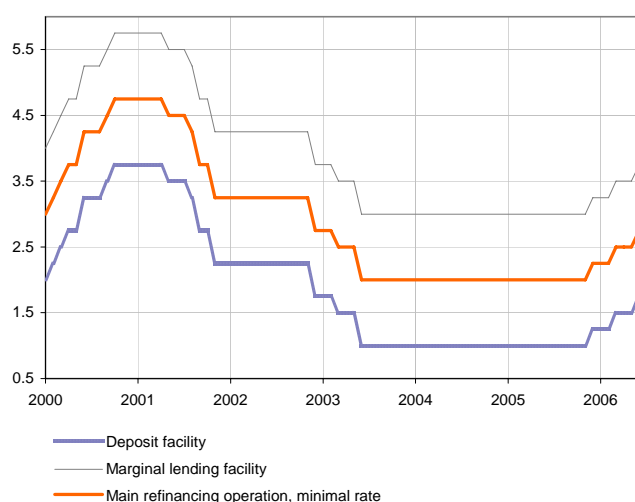 5.5
4.5
3.5
2.5
1.5
0.5
2000 2001 2002 2003 2004 2005 2006
Deposit facility
Marginal lending facility
Main refinancing operation, minimal rate